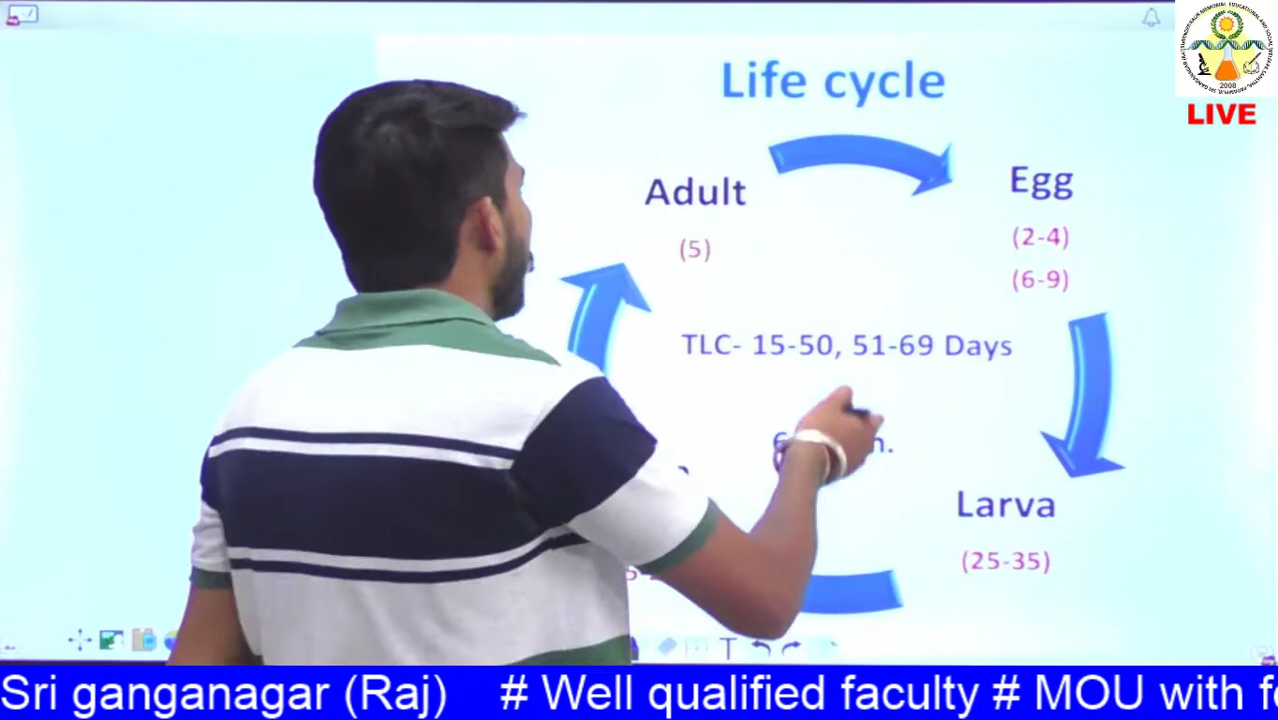 Life cycle
LIVE
Adult
Egg
(5)
(2-4)
(6-9)
TLC- 15-50, 51-69 Days
Larva
(25-35)
2008
T
Sri ganganagar (Raj) # Well qualified faculty # MOU with